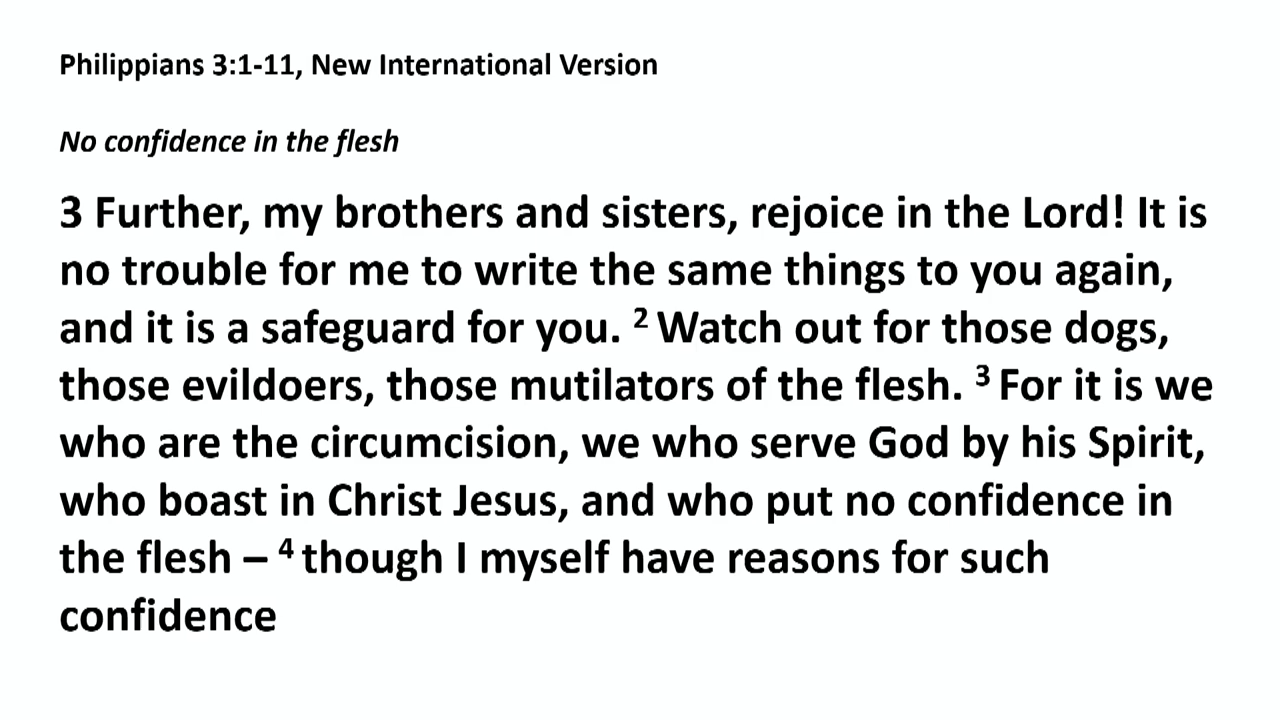 Philippians 3:1-11, New International Version
No confidence in the flesh
3 Further, my brothers and sisters, rejoice in the Lord! It is
no trouble for me to write the same things to you again,
and it is a safeguard for you. 2 Watch out for those dogs,
those evildoers, those mutilators of the flesh. 3 For it is we
who are the circumcision, we who serve God by his Spirit,
who boast in Christ Jesus, and who put no confidence in
the flesh – 4 though I myself have reasons for such
confidence